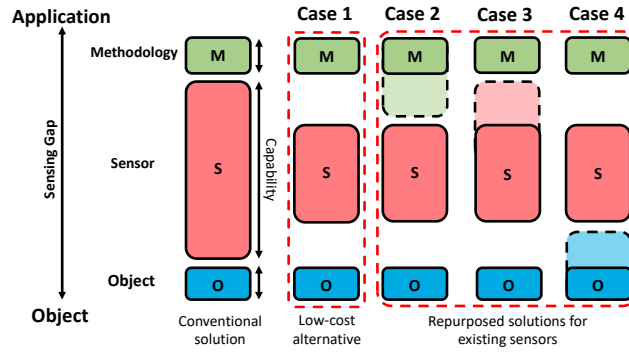 Application
Case 1
Case 2
Case 3
Case 4
Methodology
M
M
M
M
M
Sensing Gap
Sensor
S
Capability
S
S
S
S
Object
O
O
O
O
O
Object
Conventional
solution
Low-cost
alternative
Repurposed solutions for
existing sensors